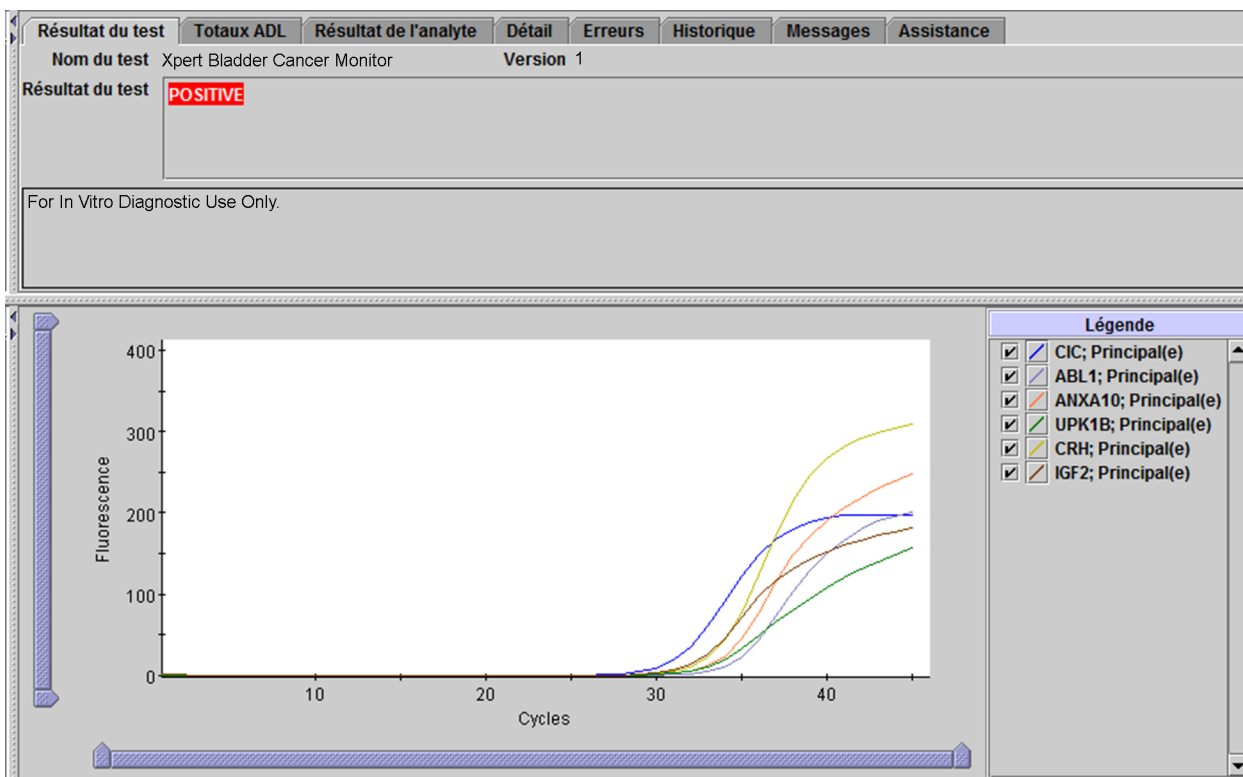 Résultat du test Totaux ADL Résultat de l'analyte Détail Erreurs Historique Messages Assistance
Nom du test Xpert Bladder Cancer Monitor Version 1
Résultat du test POSITIVE
For In Vitro Diagnostic Use Only.
Légende
CIC; Principal(e)
ABL1; Principal(e)
ANXA10; Principal(e)
UPK1B; Principal(e)
CRH; Principal(e)
IGF2; Principal(e)
Fluorescence
400
300
200
100
0
10 20 30 40
Cycles